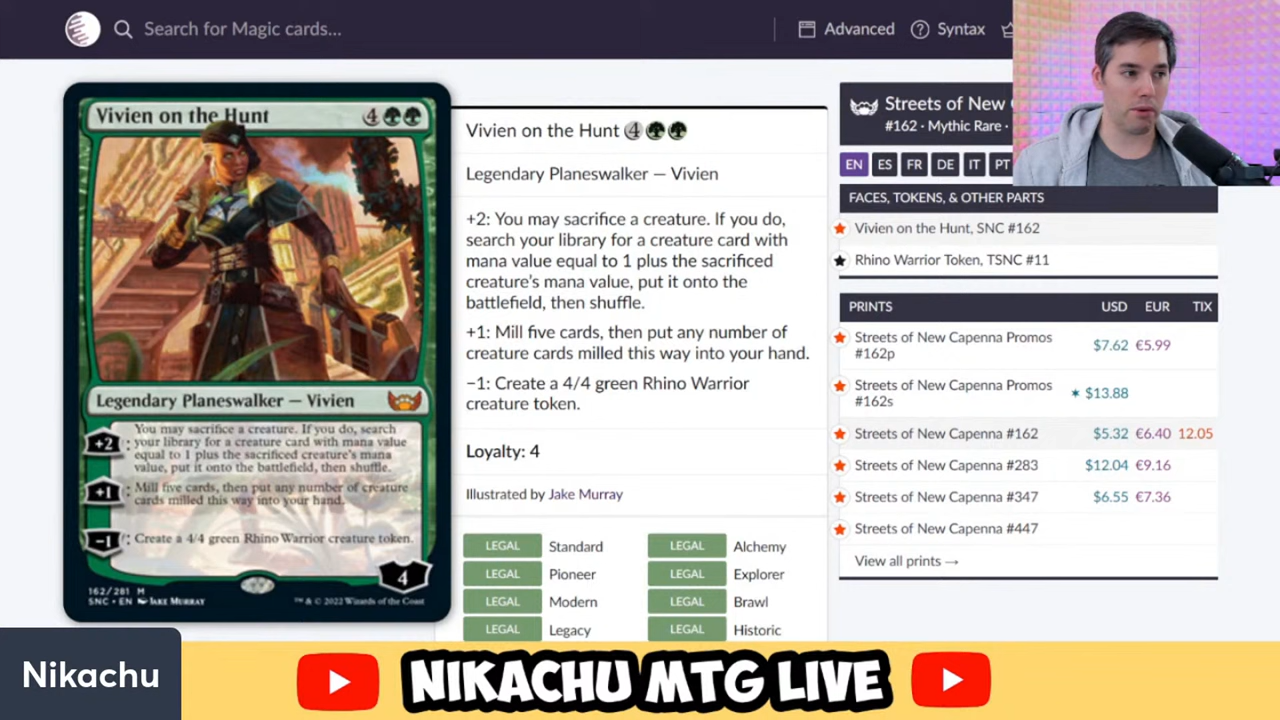 Search for Magic cards...
Advanced
Syntax
Vivien on the Hunt 4
Legendary Planeswalker — Vivien
+2: You may sacrifice a creature. If you do, search
your library for a creature card with mana value
equal to 1 plus the sacrificed creature's mana
value, put it onto the battlefield, then shuffle.
+1: Mill five cards, then put any number of creature
cards milled this way into your hand.
−1: Create a 4/4 green Rhino Warrior creature token.
4
162/281 M
SNC • EN Jake Murray
™ & © 2022 Wizards of the Coast
Vivien on the Hunt 4
Legendary Planeswalker — Vivien
+2: You may sacrifice a creature. If you do,
search your library for a creature card with
mana value equal to 1 plus the sacrificed
creature's mana value, put it onto the
battlefield, then shuffle.
+1: Mill five cards, then put any number of
creature cards milled this way into your hand.
−1: Create a 4/4 green Rhino Warrior
creature token.
Loyalty: 4
Illustrated by Jake Murray
LEGAL Standard LEGAL Alchemy
LEGAL Pioneer LEGAL Explorer
LEGAL Modern LEGAL Brawl
LEGAL Legacy LEGAL Historic
Streets of New
#162 · Mythic Rare ·
EN ES FR DE IT PT
FACES, TOKENS, & OTHER PARTS
Vivien on the Hunt, SNC #162
Rhino Warrior Token, TSNC #11
PRINTS USD EUR TIX
Streets of New Capenna Promos
#162p $7.62 €5.99
Streets of New Capenna Promos
#162s $13.88
Streets of New Capenna #162 $5.32 €6.40 12.05
Streets of New Capenna #283 $12.04 €9.16
Streets of New Capenna #347 $6.55 €7.36
Streets of New Capenna #447
View all prints →
Nikachu
NIKACHU MTG LIVE